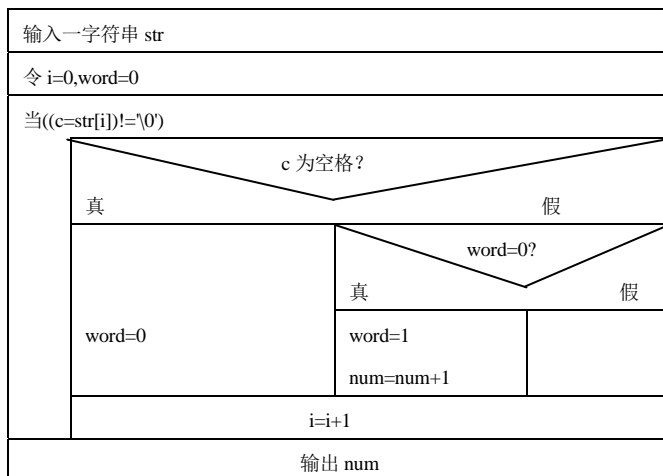 输入一字符串 str
令 i=0,word=0
当((c=str[i])!='\0')
c 为空格？
真 假
word=0?
真 假
word=0 word=1
num=num+1
i=i+1
输出 num